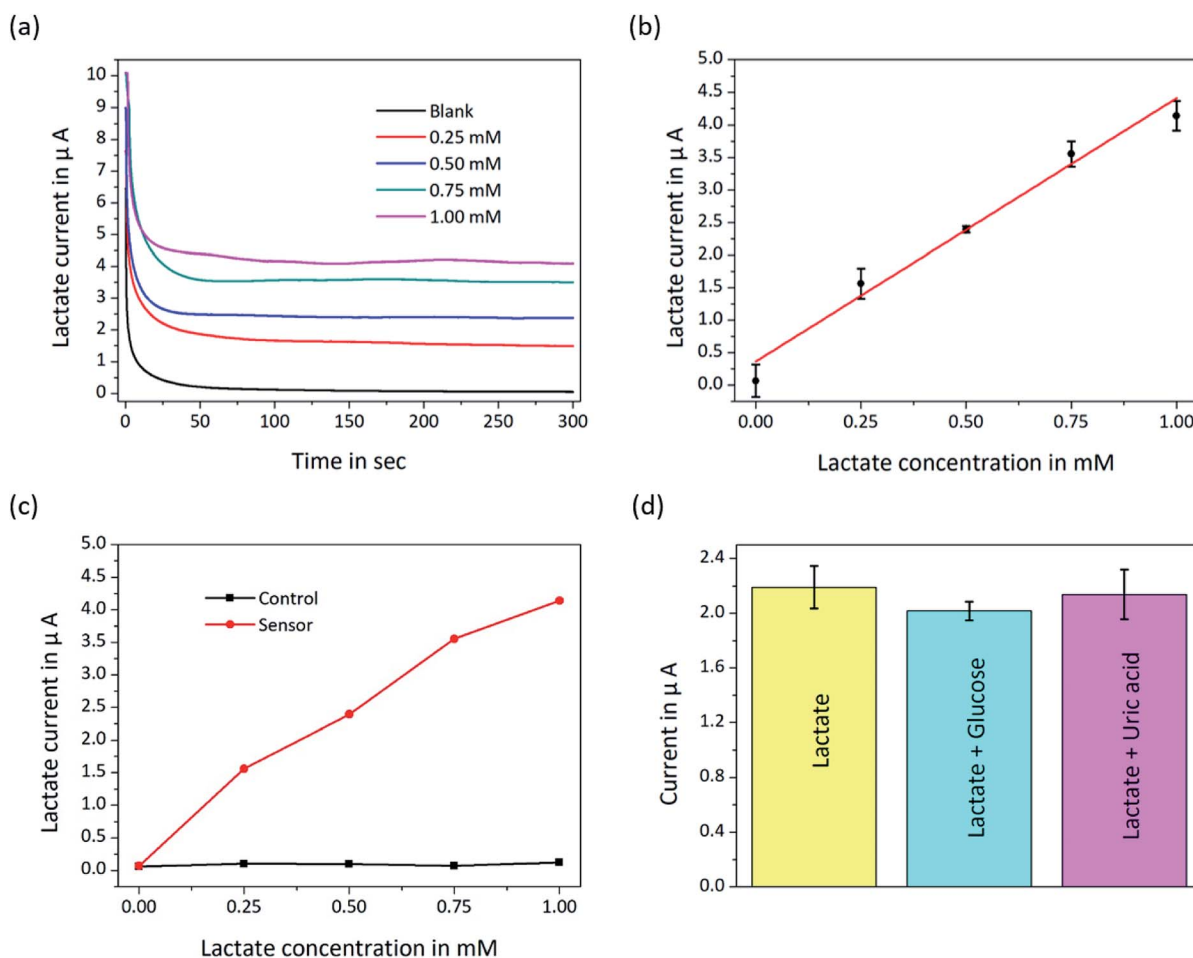 (a)
Lactate current in µ A
10
9
8
7
6
5
4
3
2
1
0
Blank
0.25 mM
0.50 mM
0.75 mM
1.00 mM
0
50
100
150
200
250
300
Time in sec
(b)
Lactate current in µ A
5.0
4.5
4.0
3.5
3.0
2.5
2.0
1.5
1.0
0.5
0.0
0.00
0.25
0.50
0.75
1.00
Lactate concentration in mM
(c)
Lactate current in µ A
5.0
4.5
4.0
3.5
3.0
2.5
2.0
1.5
1.0
0.5
0.0
Control
Sensor
0.00
0.25
0.50
0.75
1.00
Lactate concentration in mM
(d)
Current in µ A
2.4
2.0
1.6
1.2
0.8
0.4
0.0
Lactate
Lactate + Glucose
Lactate + Uric acid